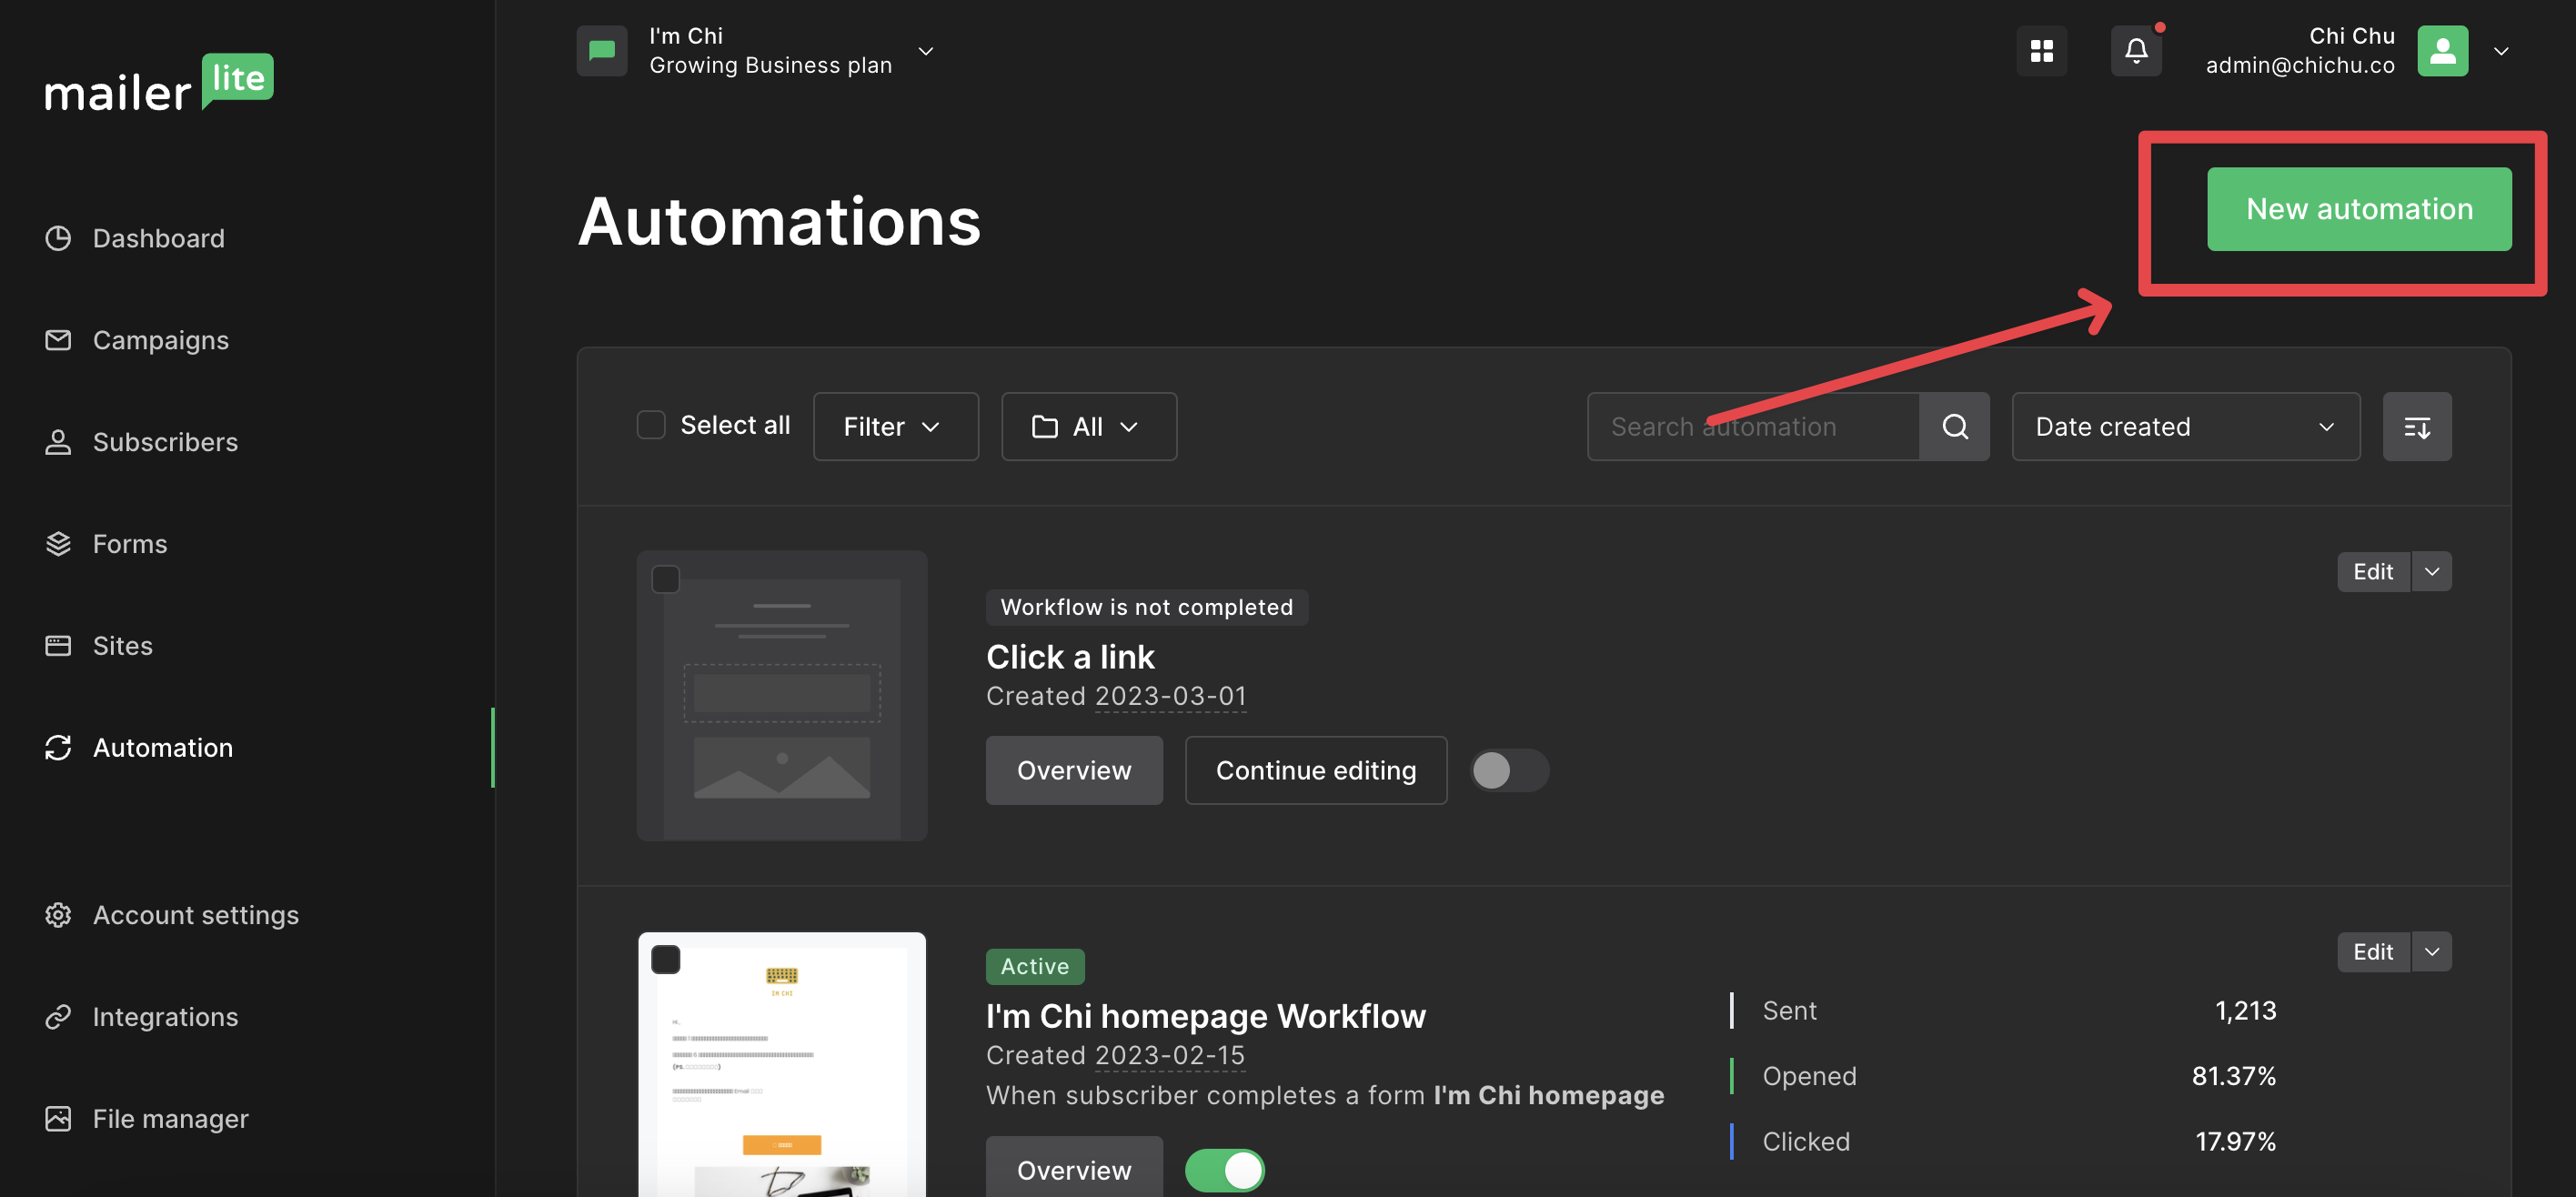 mailer lite
I'm Chi
Growing Business plan
Chi Chu
admin@chichu.co
Dashboard
Campaigns
Subscribers
Forms
Sites
Automation
Account settings
Integrations
File manager
Automations
New automation
Select all
Filter
All
Search automation
Date created
Workflow is not completed
Edit
Click a link
Created 2023-03-01
Overview
Continue editing
Active
Edit
I'm Chi homepage Workflow
Created 2023-02-15
When subscriber completes a form I'm Chi homepage
Overview
Sent 1,213
Opened 81.37%
Clicked 17.97%
IM CHI